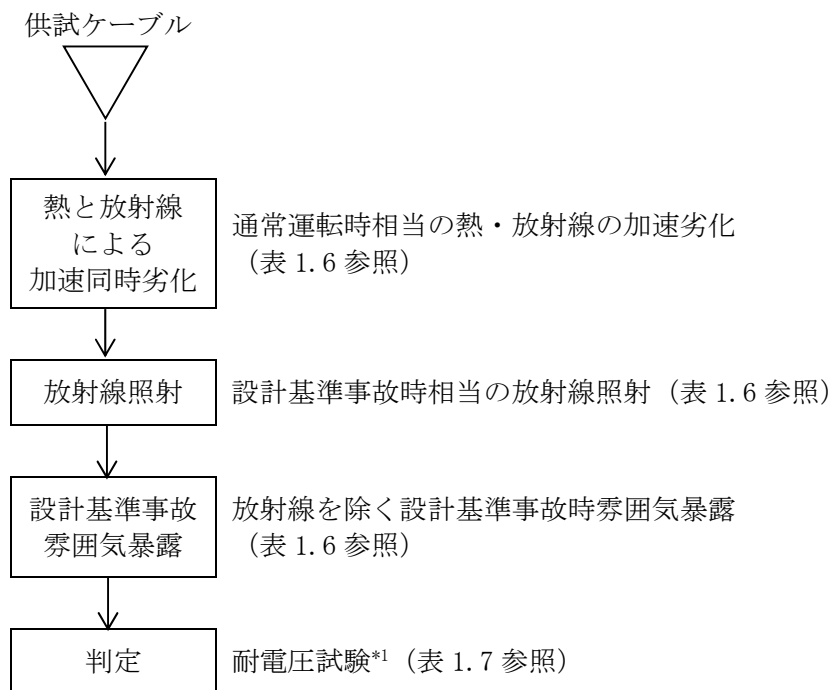 供試ケーブル
熱と放射線
による
加速同時劣化
通常運転時相当の熱・放射線の加速劣化
（表 1.6 参照）
放射線照射
設計基準事故時相当の放射線照射（表 1.6 参照）
設計基準事故
雰囲気暴露
放射線を除く設計基準事故時雰囲気暴露
（表 1.6 参照）
判定
耐電圧試験*1（表 1.7 参照）